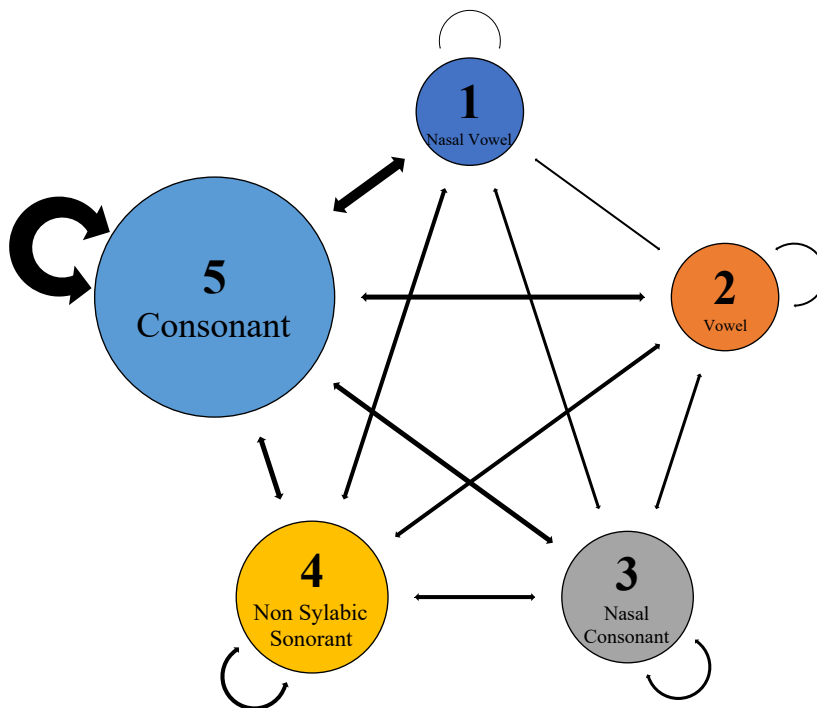 1
Nasal Vowel
2
Vowel
3
Nasal
Consonant
4
Non Sylabic
Sonorant
5
Consonant